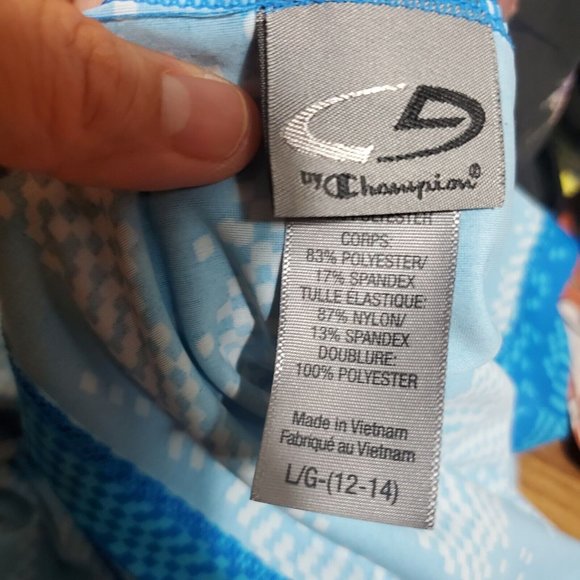 by Champion®
POLYESTER
CORPS:
83% POLYESTER/
17% SPANDEX
TULLE ELASTIQUE:
87% NYLON/
13% SPANDEX
DOUBLURE:
100% POLYESTER
Made in Vietnam
Fabriqué au Vietnam
L/G-(12-14)